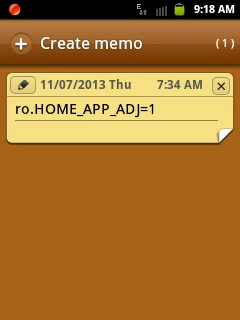 E
9:18 AM
Create memo
( 1 )
11/07/2013 Thu
7:34 AM
ro.HOME_APP_ADJ=1